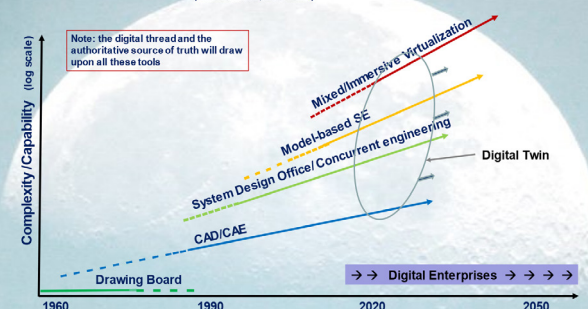 Note: the digital thread and the
authoritative source of truth will draw
upon all these tools
Complexity/Capability (log scale)
Mixed/Immersive Virtualization
Model-based SE
System Design Office/ Concurrent engineering
Digital Twin
CAD/CAE
Drawing Board
→ → Digital Enterprises → → → →
1960 1990 2020 2050